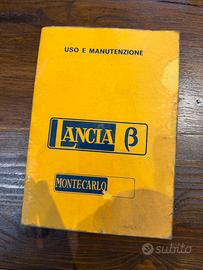 USO E MANUTENZIONE
LANCIA β
MONTECARLO
subito